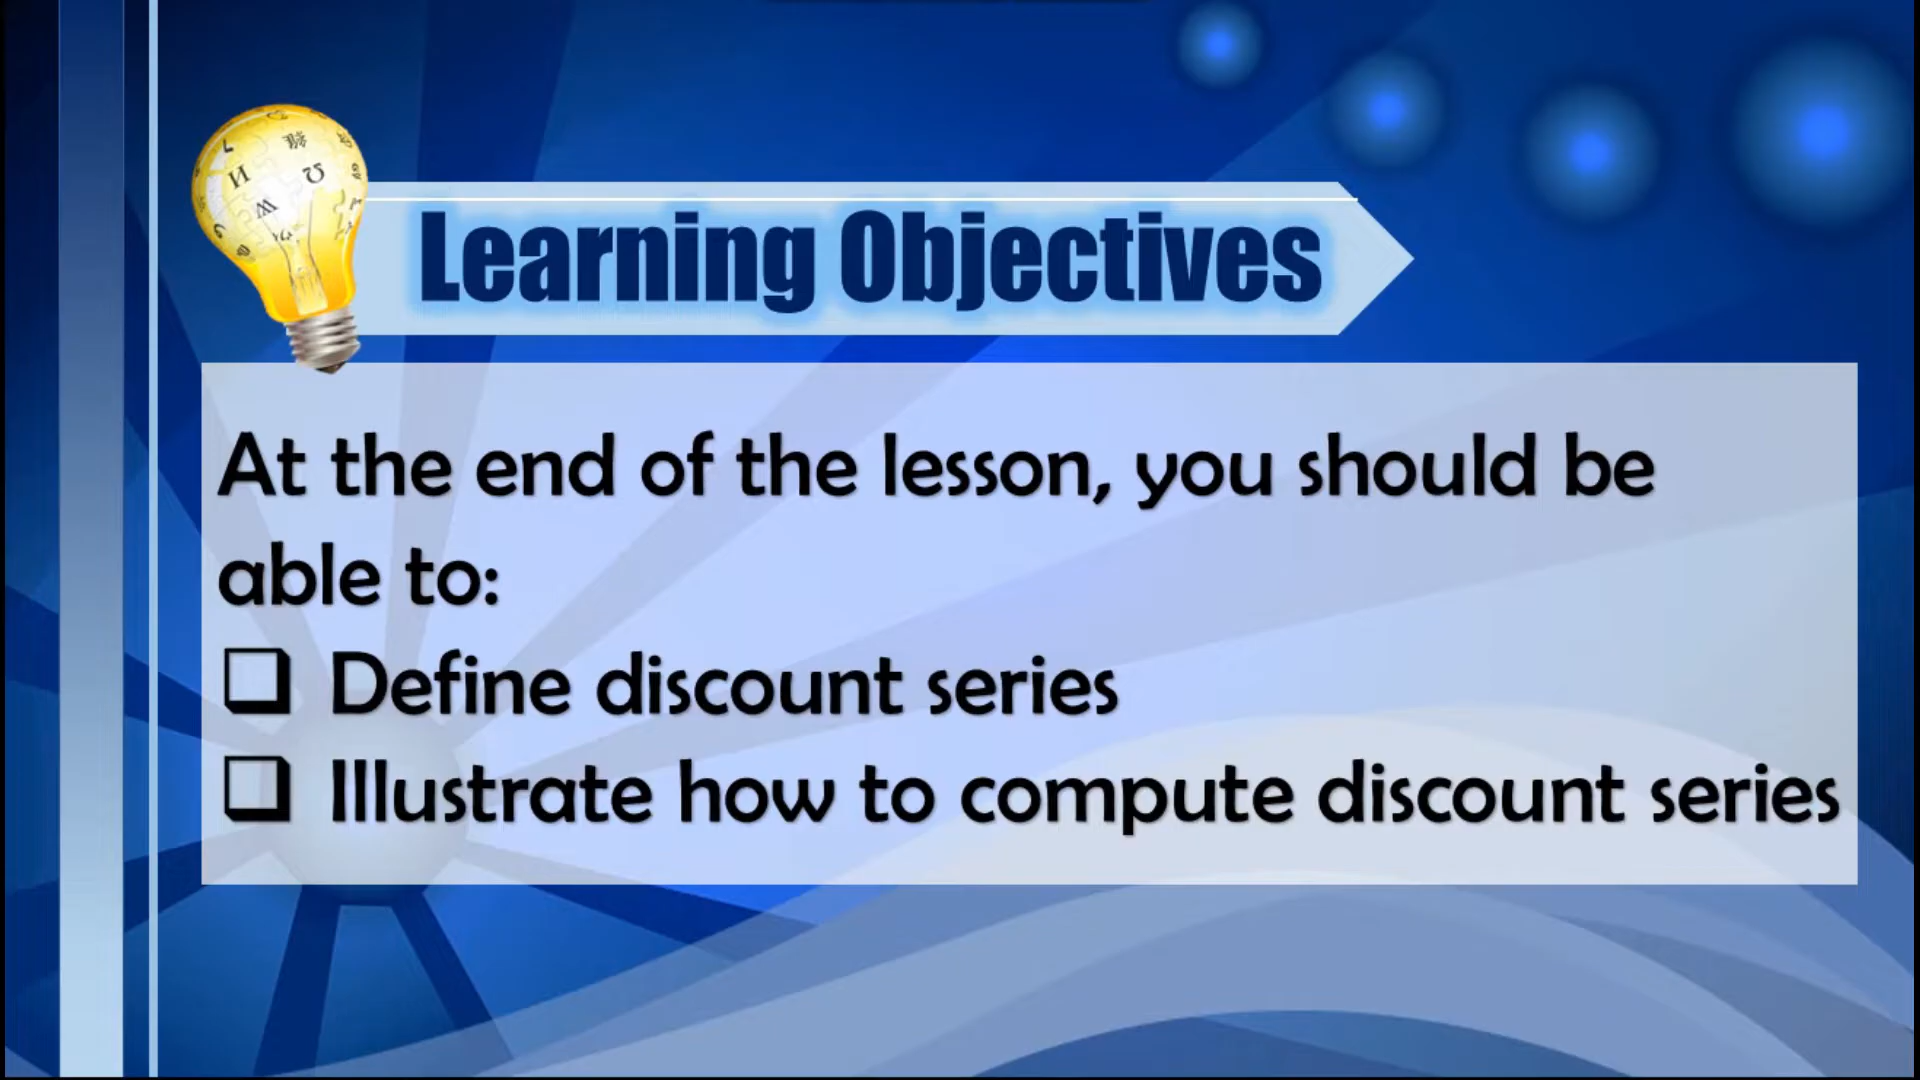 Learning Objectives
At the end of the lesson, you should be
able to:
❑ Define discount series
❑ Illustrate how to compute discount series